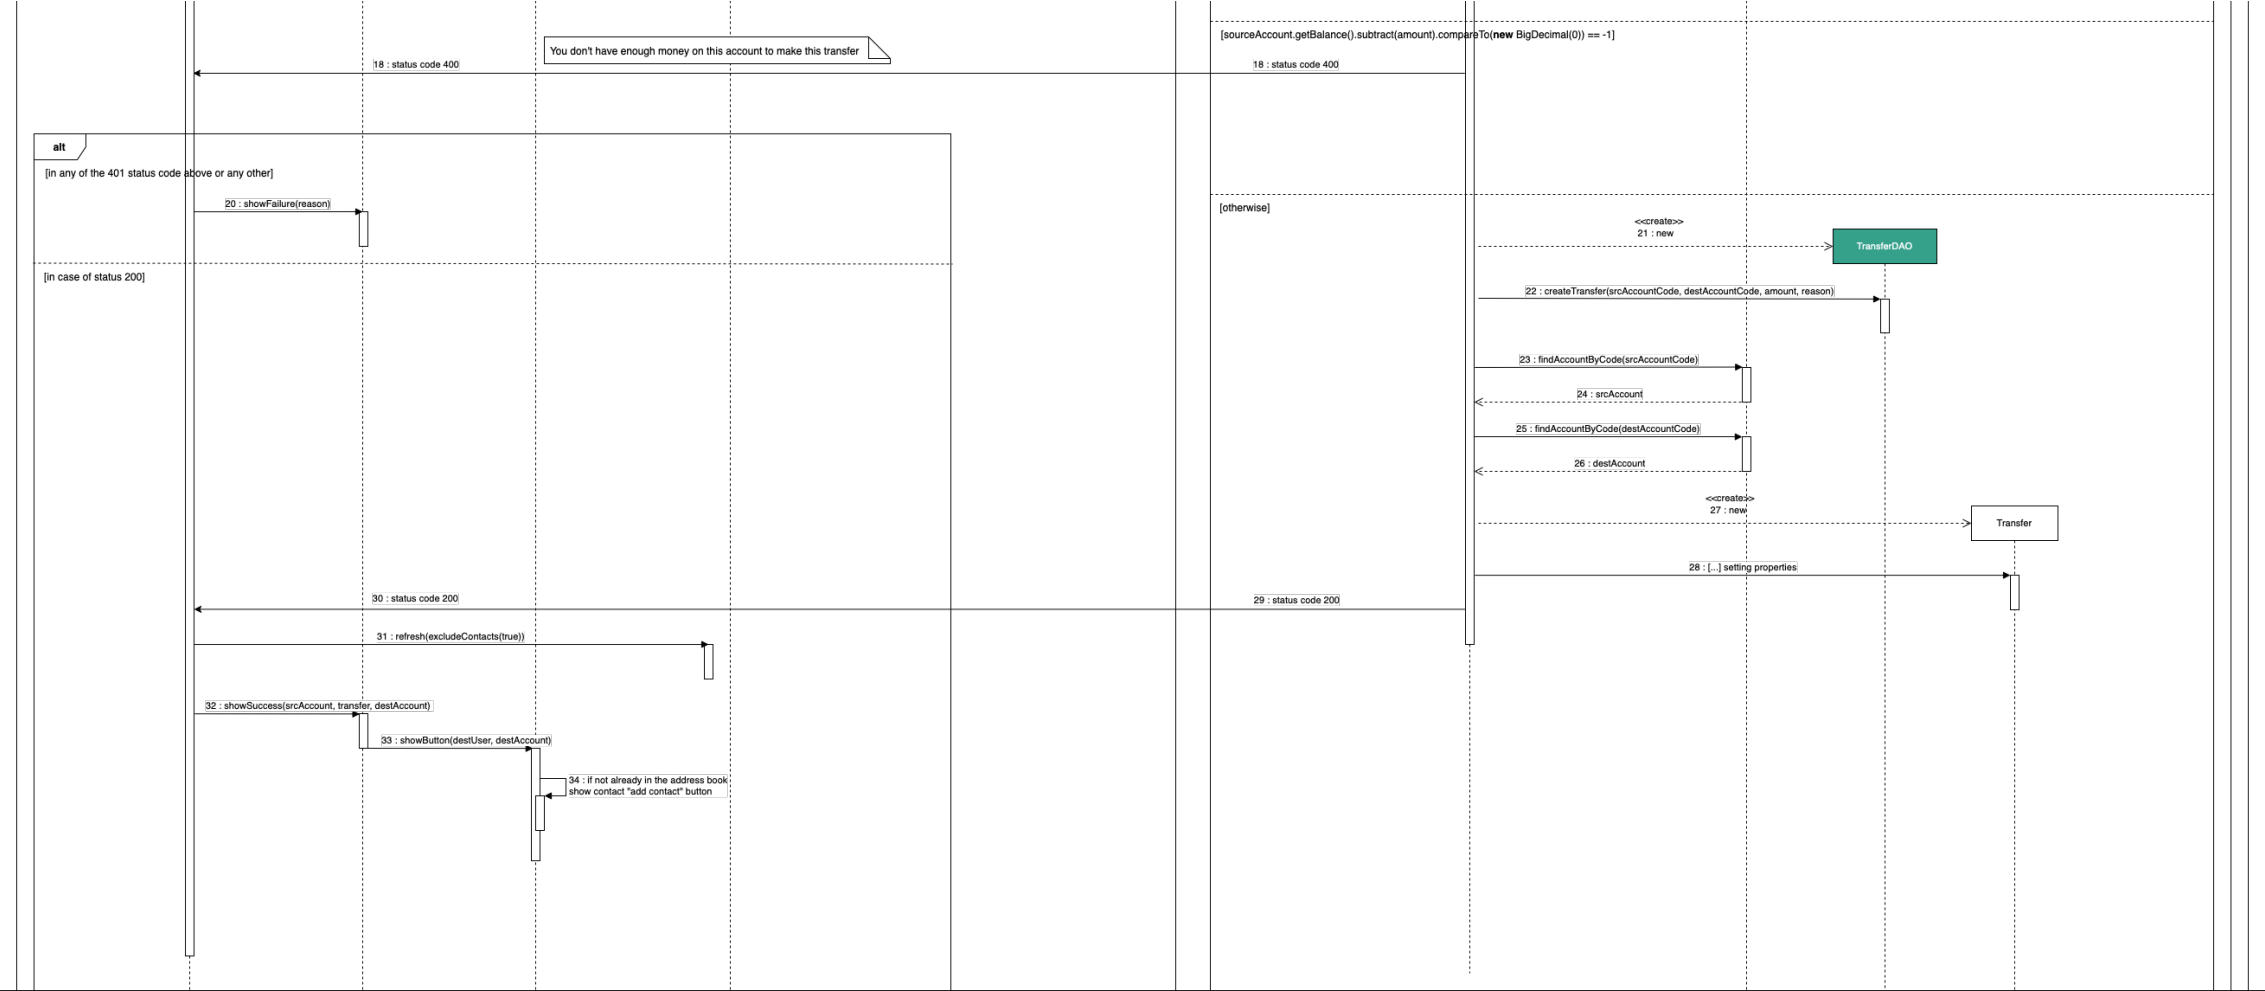 [sourceAccount.getBalance().subtract(amount).compareTo(new BigDecimal(0)) == -1]
You don't have enough money on this account to make this transfer
18 : status code 400
18 : status code 400
alt
[in any of the 401 status code above or any other]
20 : showFailure(reason)
[otherwise]
<<create>>
21 : new
TransferDAO
[in case of status 200]
22 : createTransfer(srcAccountCode, destAccountCode, amount, reason)
23 : findAccountByCode(srcAccountCode)
24 : srcAccount
25 : findAccountByCode(destAccountCode)
26 : destAccount
<<create>>
27 : new
Transfer
28 : [...] setting properties
30 : status code 200
29 : status code 200
31 : refresh(excludeContacts(true))
32 : showSuccess(srcAccount, transfer, destAccount)
33 : showButton(destUser, destAccount)
34 : if not already in the address book
show contact "add contact" button